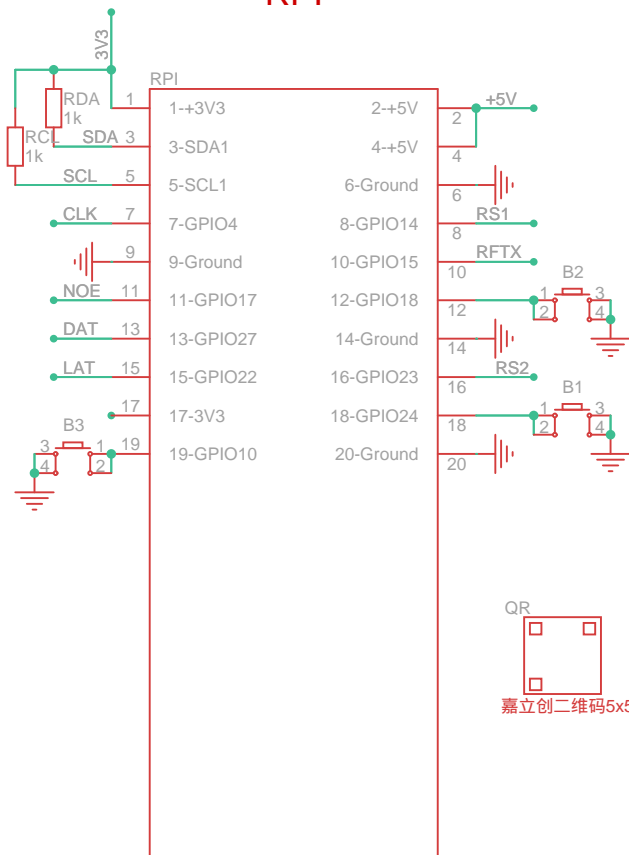 3V3
RPI
RDA
1k
RCL
1k
1
1-+3V3
2-+5V
2
+5V
SDA
3
3-SDA1
4-+5V
4
SCL
5
5-SCL1
6-Ground
6
CLK
7
7-GPIO4
8-GPIO14
8
RS1
9
9-Ground
10-GPIO15
10
RFTX
NOE
11
11-GPIO17
12-GPIO18
12
B2
1
3
2
4
DAT
13
13-GPIO27
14-Ground
14
LAT
15
15-GPIO22
16-GPIO23
16
RS2
17
17-3V3
18-GPIO24
18
B1
1
3
2
4
B3
3
1
4
2
19
19-GPIO10
20-Ground
20
QR
嘉立创二维码5x5